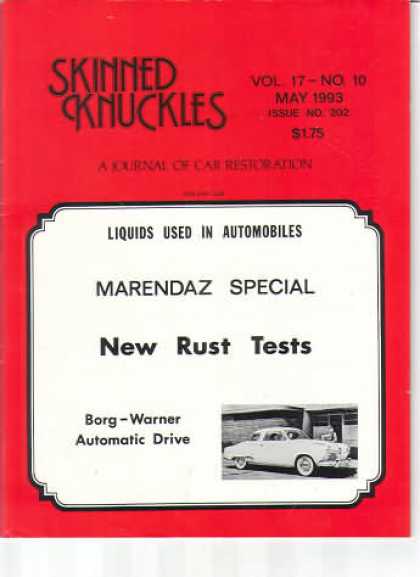 SKINNED
KNUCKLES
VOL. 17 – NO. 10
MAY 1993
ISSUE NO. 202
$1.75
A JOURNAL OF CAR RESTORATION
LIQUIDS USED IN AUTOMOBILES
MARENDAZ SPECIAL
New Rust Tests
Borg – Warner
Automatic Drive